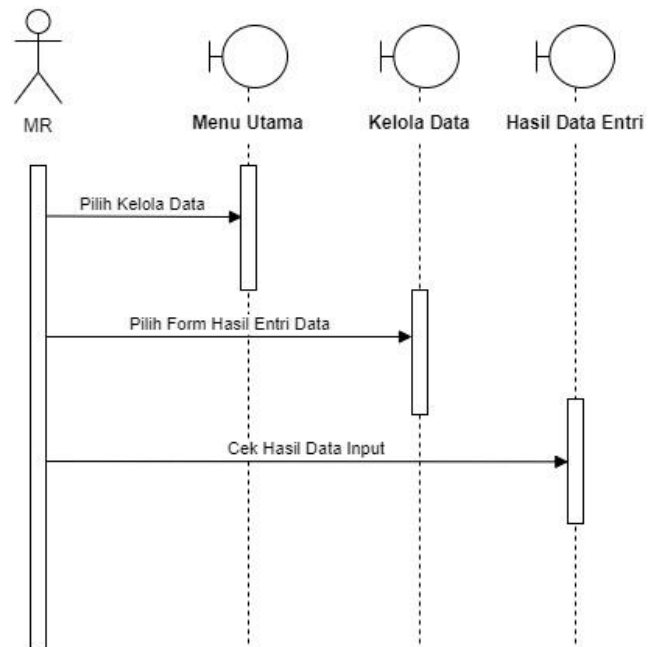 MR
Menu Utama
Kelola Data
Hasil Data Entri
Pilih Kelola Data
Pilih Form Hasil Entri Data
Cek Hasil Data Input